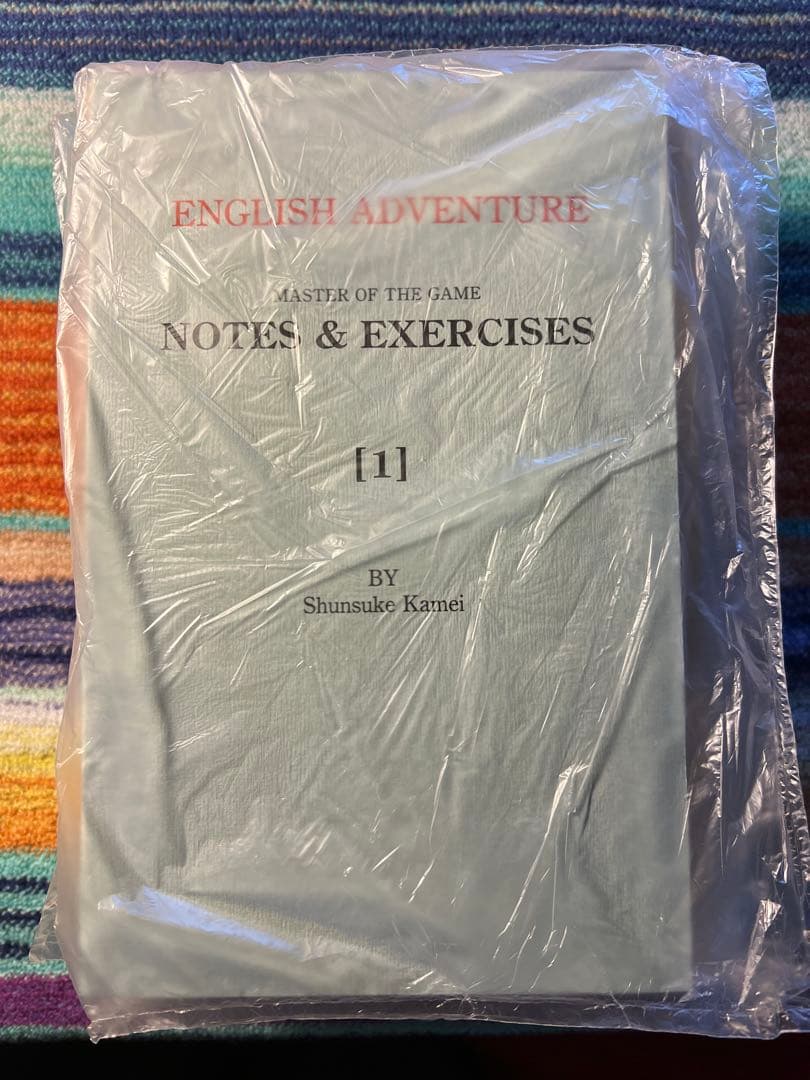 ENGLISH ADVENTURE
MASTER OF THE GAME
NOTES & EXERCISES
[1]
BY
Shunsuke Kamei